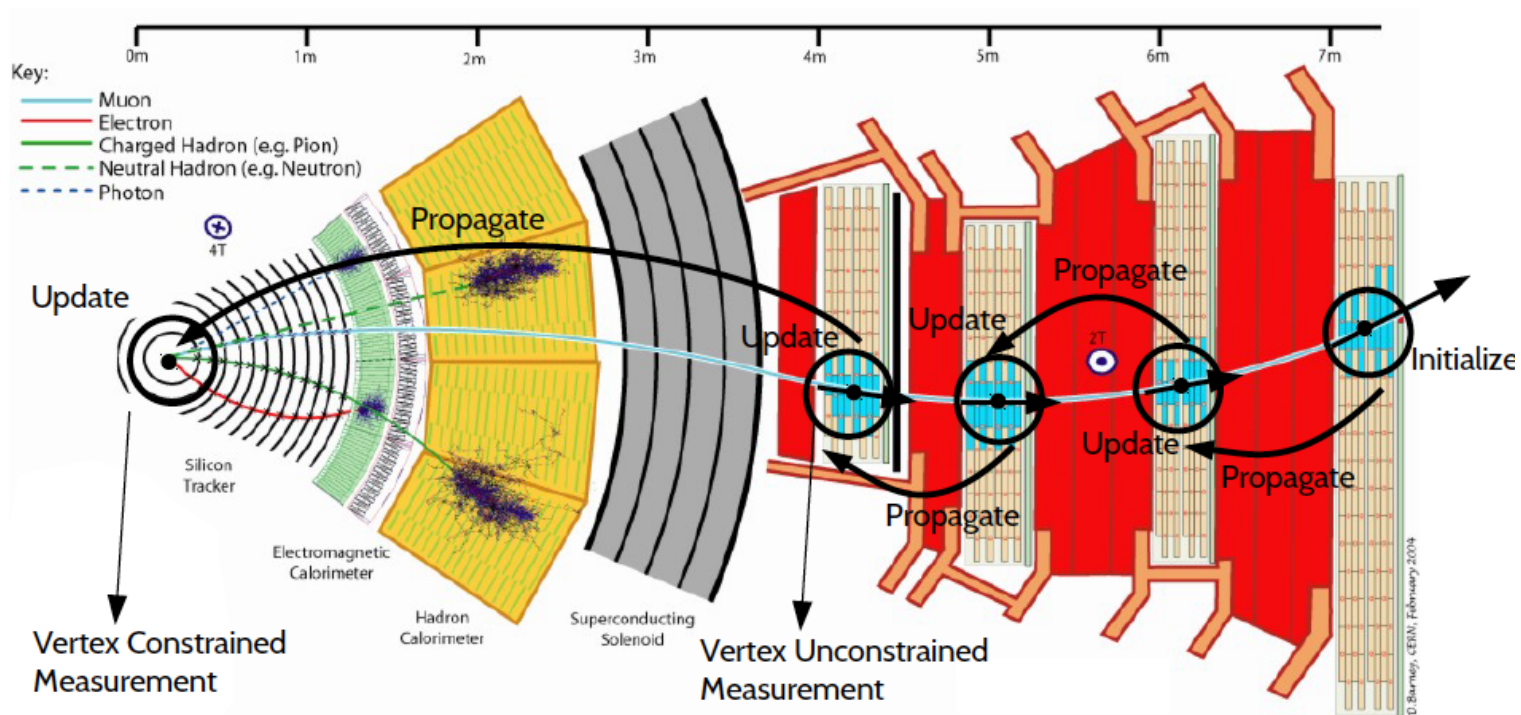 0m 1m 2m 3m 4m 5m 6m 7m
Key:
Muon
Electron
Charged Hadron (e.g. Pion)
Neutral Hadron (e.g. Neutron)
Photon
4T
Propagate
Update
Update
Update
Propagate
2T
Initialize
Update
Propagate
Propagate
Silicon
Tracker
Electromagnetic
Calorimeter
Hadron
Calorimeter
Superconducting
Solenoid
Vertex Constrained
Measurement
Vertex Unconstrained
Measurement
D.Barney, CERN, February 2004